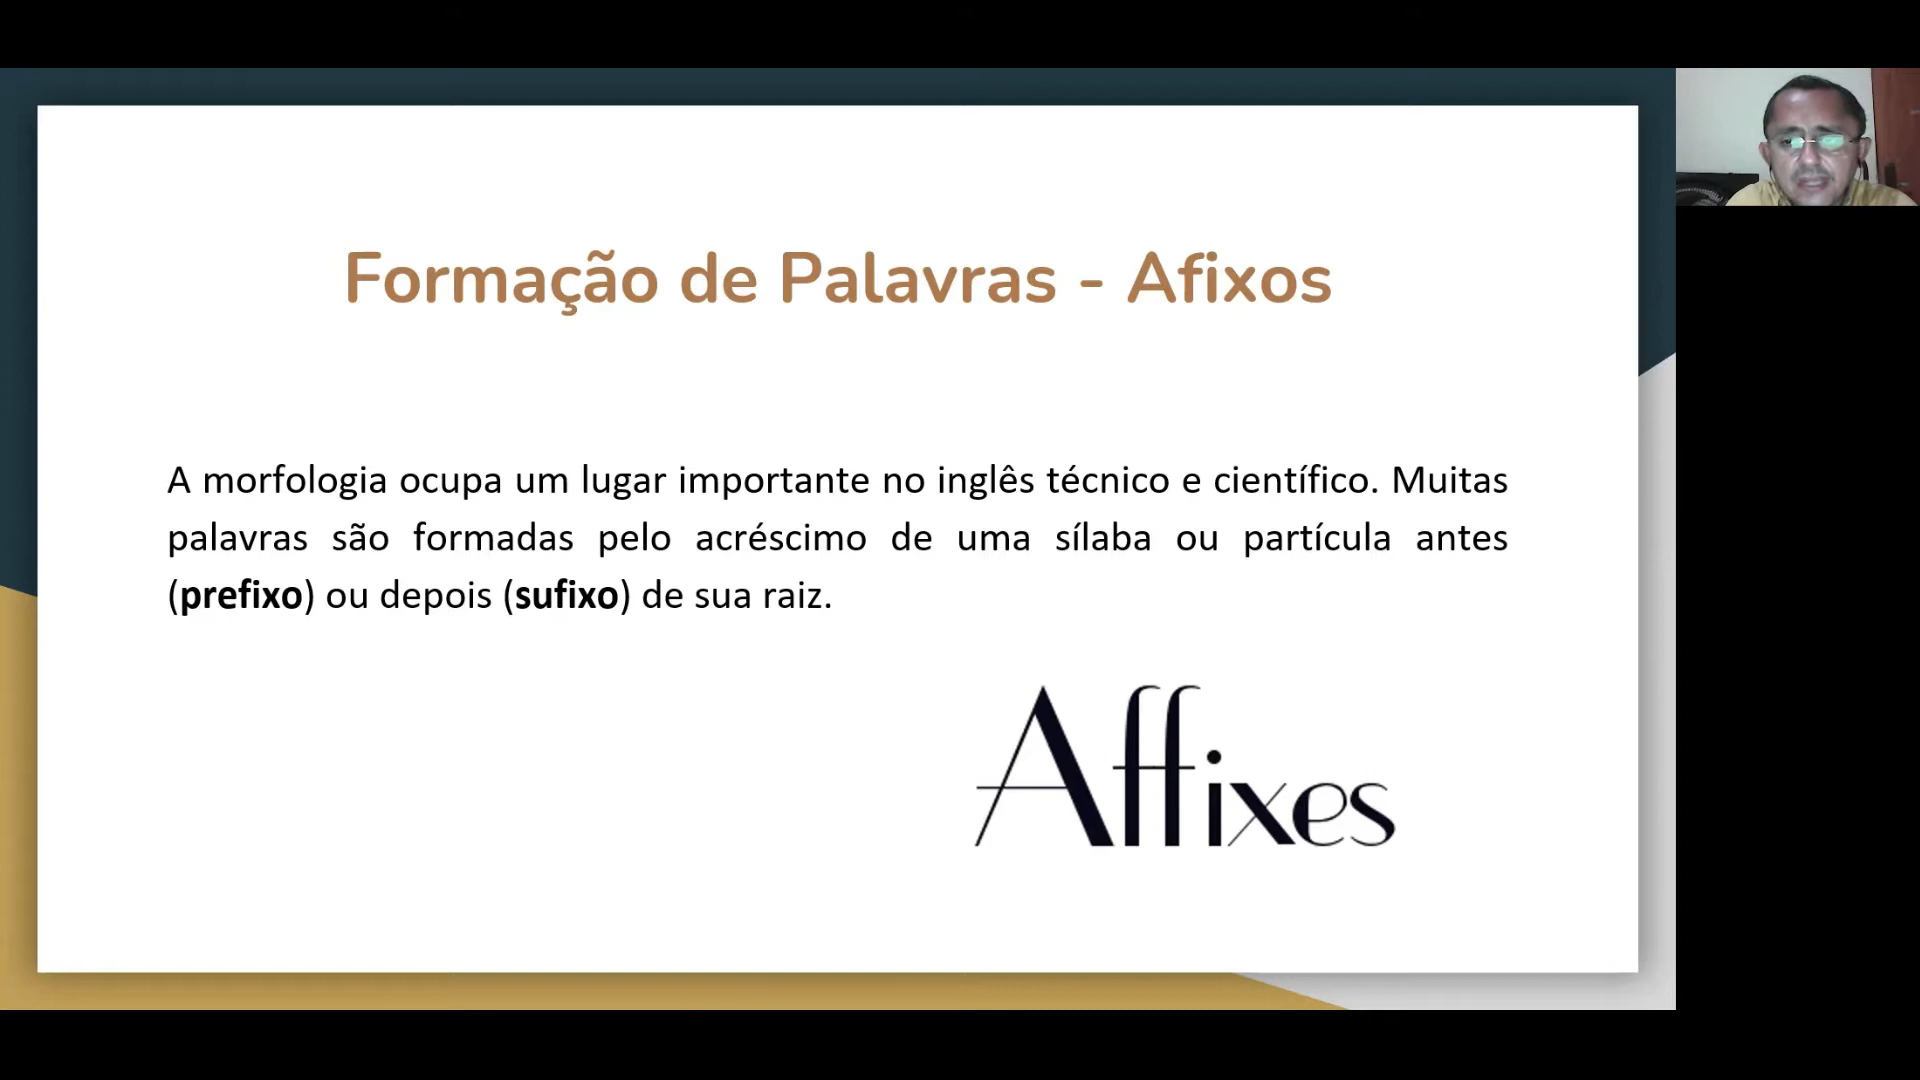 Formação de Palavras - Afixos
A morfologia ocupa um lugar importante no inglês técnico e científico. Muitas
palavras são formadas pelo acréscimo de uma sílaba ou partícula antes
(prefixo) ou depois (sufixo) de sua raiz.
Affixes